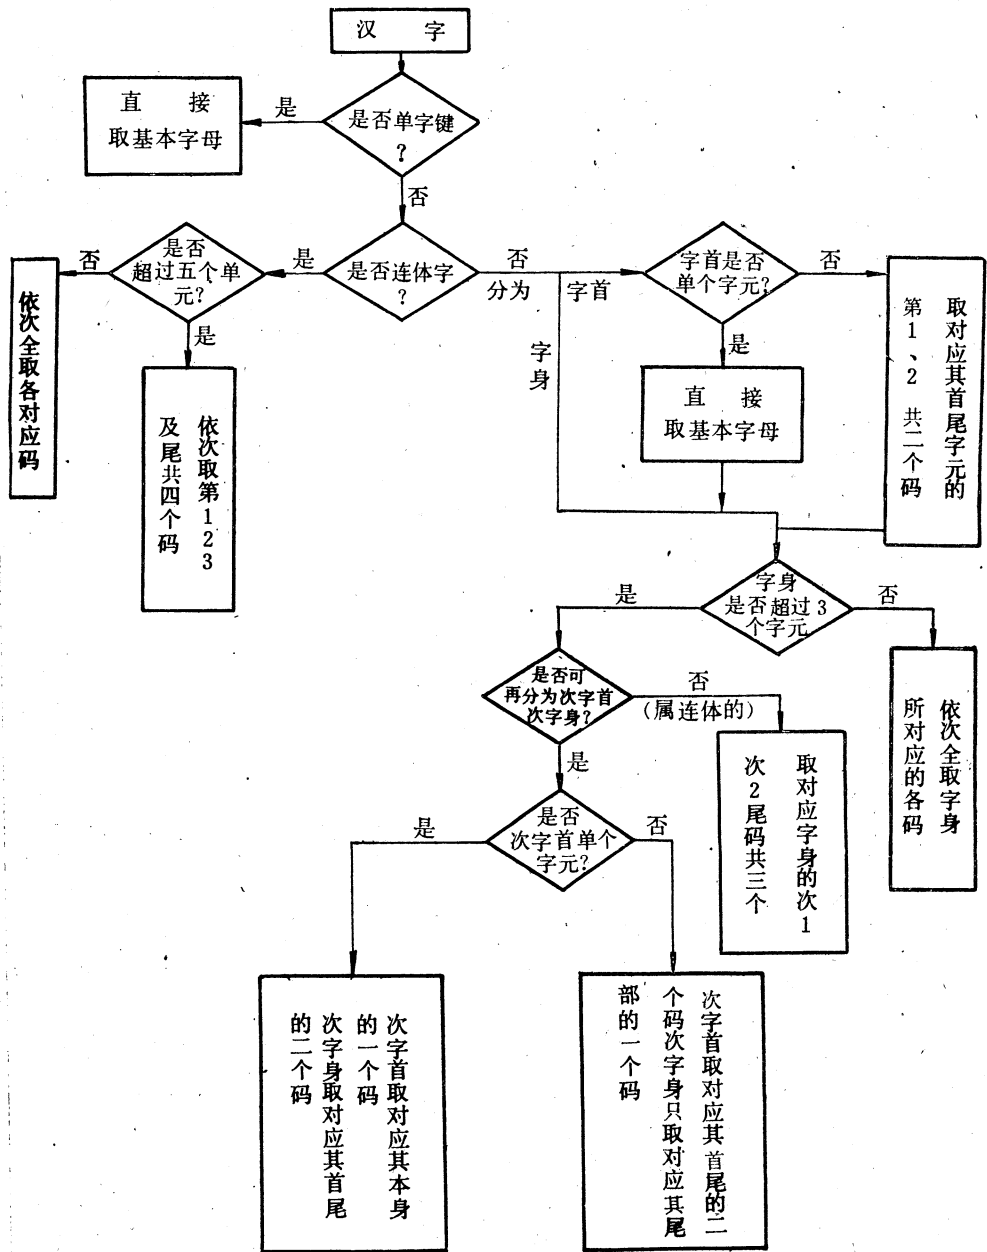 汉 字
是否单字键
?
是
直 接
取基本字母
否
是否连体字
?
是
是否
超过五个单
元?
否
依次全取各对应码
是
依次取第123
及尾共四个码
否
分为
字首
字身
字首是否
单个字元?
否
取对应其首尾字元的
第1、2 共二个码
是
直 接
取基本字母
字身
是否超过3
个字元
否
依次全取字身
所对应的各码
是
是否可
再分为次字首
次字身?
否
(属连体的)
取对应字身的次1
次2尾码共三个
是
是否
次字首单个
字元?
是
次字首取对应其本身
的一个码
次字身取对应其首尾
的二个码
否
次字首取对应其首尾的二
个码次字身只取对应其尾
部的一个码